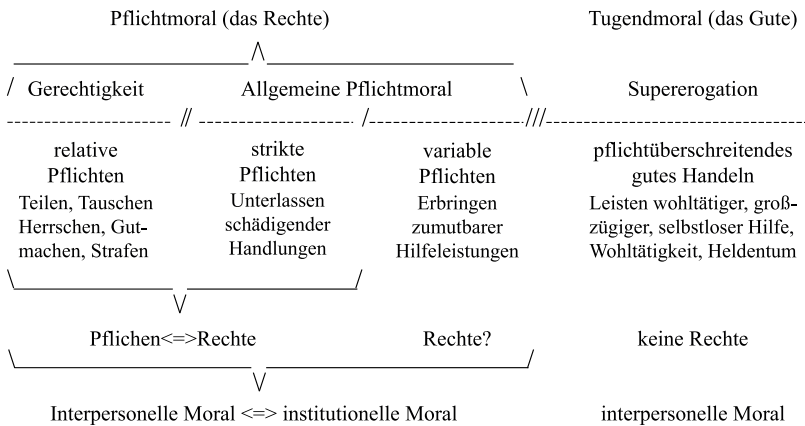 Pflichtmoral (das Rechte) Tugendmoral (das Gute)
Gerechtigkeit Allgemeine Pflichtmoral Supererogation
relative strikte variable pflichtüberschreitendes
Pflichten Pflichten Pflichten gutes Handeln
Teilen, Tauschen Unterlassen Erbringen Leisten wohltätiger, groß-
Herrschen, Gut- schädigender zumutbarer zügiger, selbstloser Hilfe,
machen, Strafen Handlungen Hilfeleistungen Wohltätigkeit, Heldentum
Pflichen<=>Rechte Rechte? keine Rechte
Interpersonelle Moral <=> institutionelle Moral interpersonelle Moral